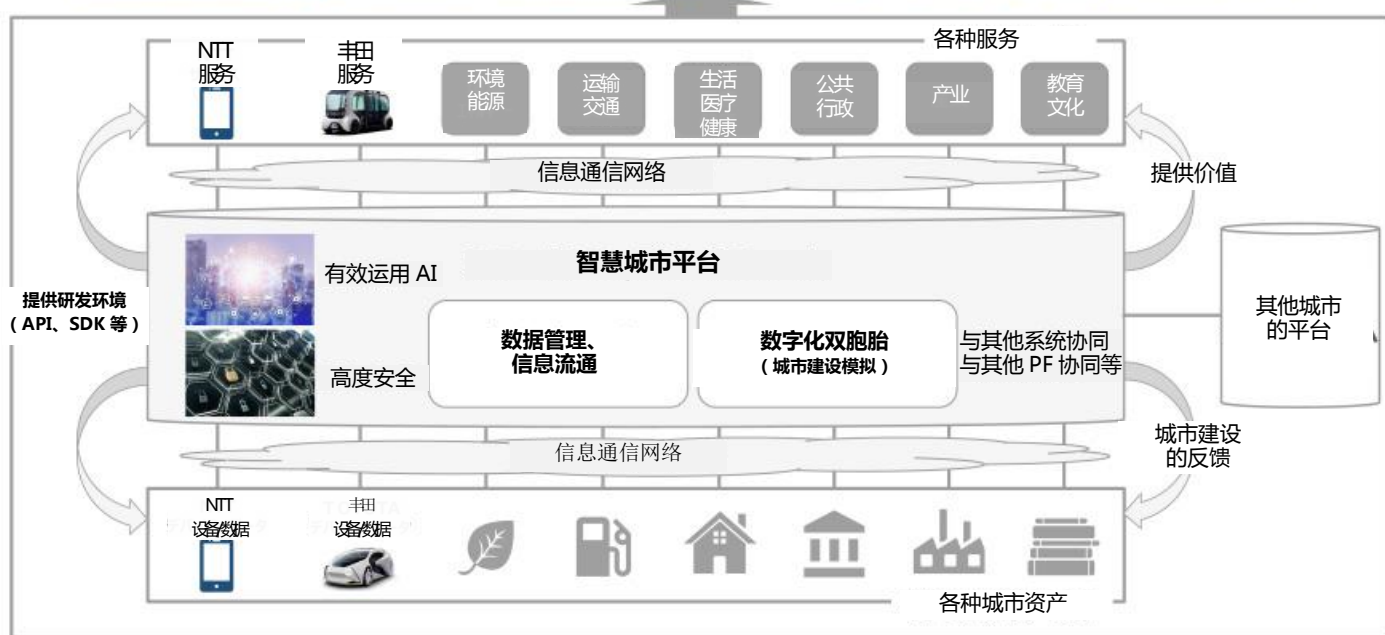 各种服务
NTT
服务
丰田
服务
环境
能源
运输
交通
生活
医疗
健康
公共
行政
产业
教育
文化
信息通信网络
提供价值
智慧城市平台
有效运用 AI
高度安全
数据管理、
信息流通
数字化双胞胎
(城市建设模拟)
与其他系统协同
与其他 PF 协同等
提供研发环境
(API、SDK 等)
其他城市
的平台
信息通信网络
城市建设
的反馈
NTT
设备/数据
丰田
设备/数据
各种城市资产